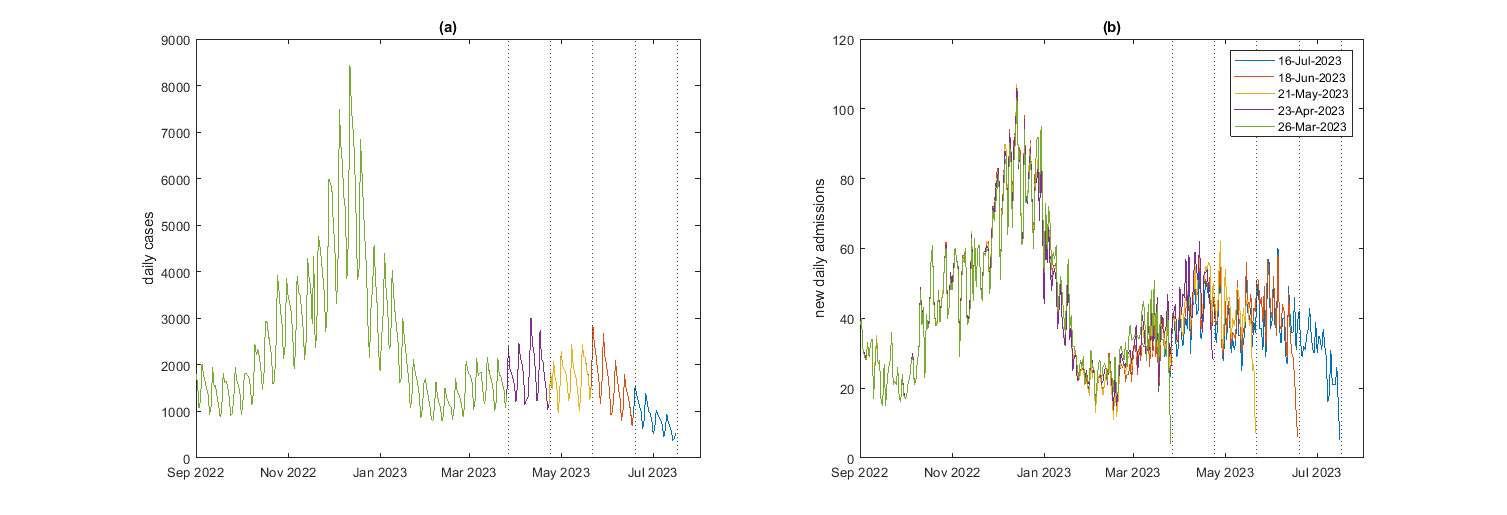 (a)
daily cases
9000
8000
7000
6000
5000
4000
3000
2000
1000
0
Sep 2022 Nov 2022 Jan 2023 Mar 2023 May 2023 Jul 2023
(b)
new daily admissions
120
100
80
60
40
20
0
Sep 2022 Nov 2022 Jan 2023 Mar 2023 May 2023 Jul 2023
16-Jul-2023
18-Jun-2023
21-May-2023
23-Apr-2023
26-Mar-2023